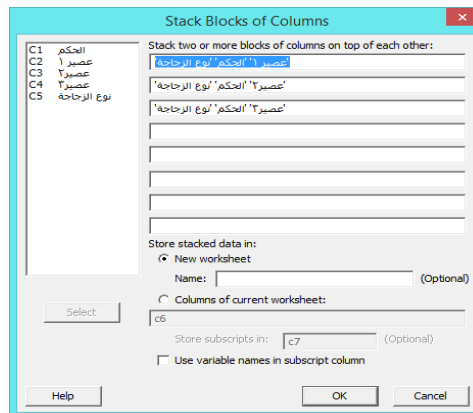 Stack Blocks of Columns
C1 الحكم
C2 عصير ١
C3 عصير٢
C4 عصير٣
C5 نوع الزجاجة
Stack two or more blocks of columns on top of each other:
'عصير ١' 'الحكم' 'نوع الزجاجة'
'عصير٢' 'الحكم' 'نوع الزجاجة'
'عصير٣' 'الحكم' 'نوع الزجاجة'
Store stacked data in:
New worksheet
Name: (Optional)
Columns of current worksheet:
c6
Store subscripts in: c7 (Optional)
Use variable names in subscript column
Select
Help OK Cancel